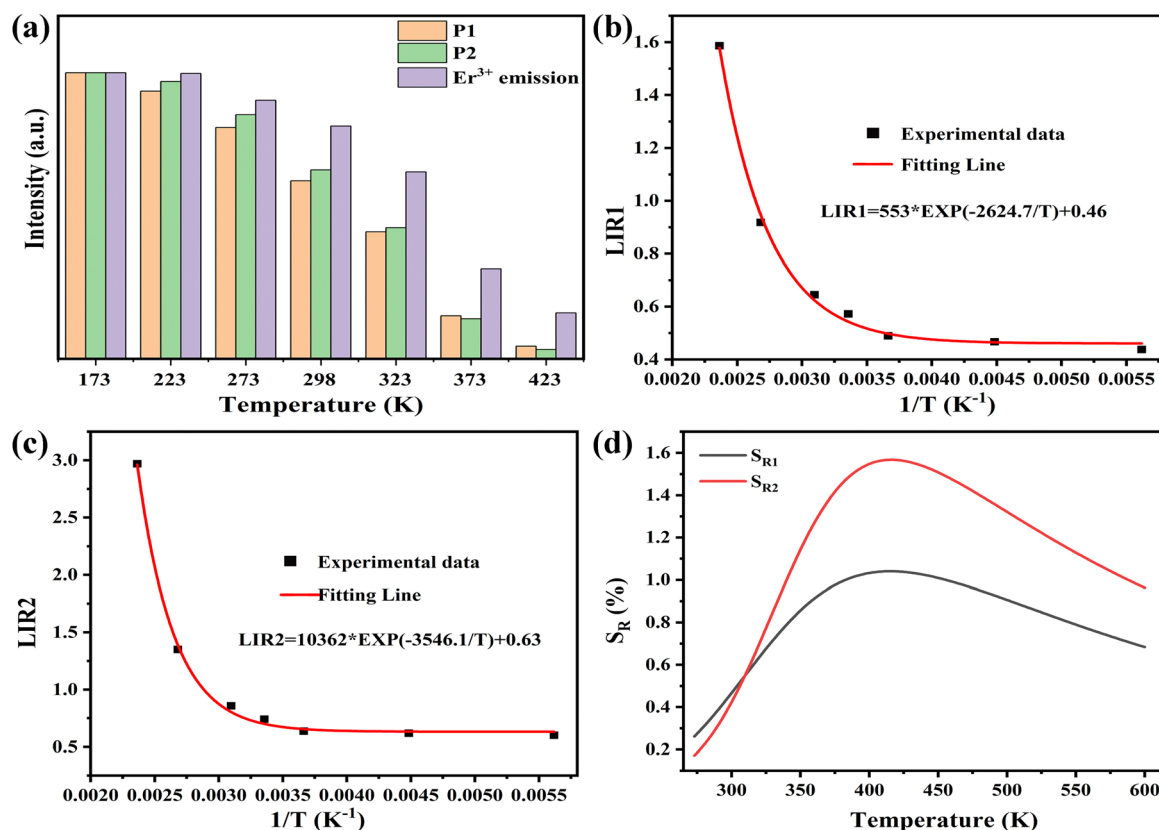 (a)
P1
P2
Er³⁺ emission
Intensity (a.u.)
173 223 273 298 323 373 423
Temperature (K)
(b)
1.6
1.4
1.2
1.0
0.8
0.6
0.4
LIR1
Experimental data
Fitting Line
LIR1=553*EXP(-2624.7/T)+0.46
0.0020 0.0025 0.0030 0.0035 0.0040 0.0045 0.0050 0.0055
1/T (K⁻¹)
(c)
3.0
2.5
2.0
1.5
1.0
0.5
LIR2
Experimental data
Fitting Line
LIR2=10362*EXP(-3546.1/T)+0.63
0.0020 0.0025 0.0030 0.0035 0.0040 0.0045 0.0050 0.0055
1/T (K⁻¹)
(d)
1.6
1.4
1.2
1.0
0.8
0.6
0.4
0.2
S_R (%)
S_R1
S_R2
300 350 400 450 500 550 600
Temperature (K)